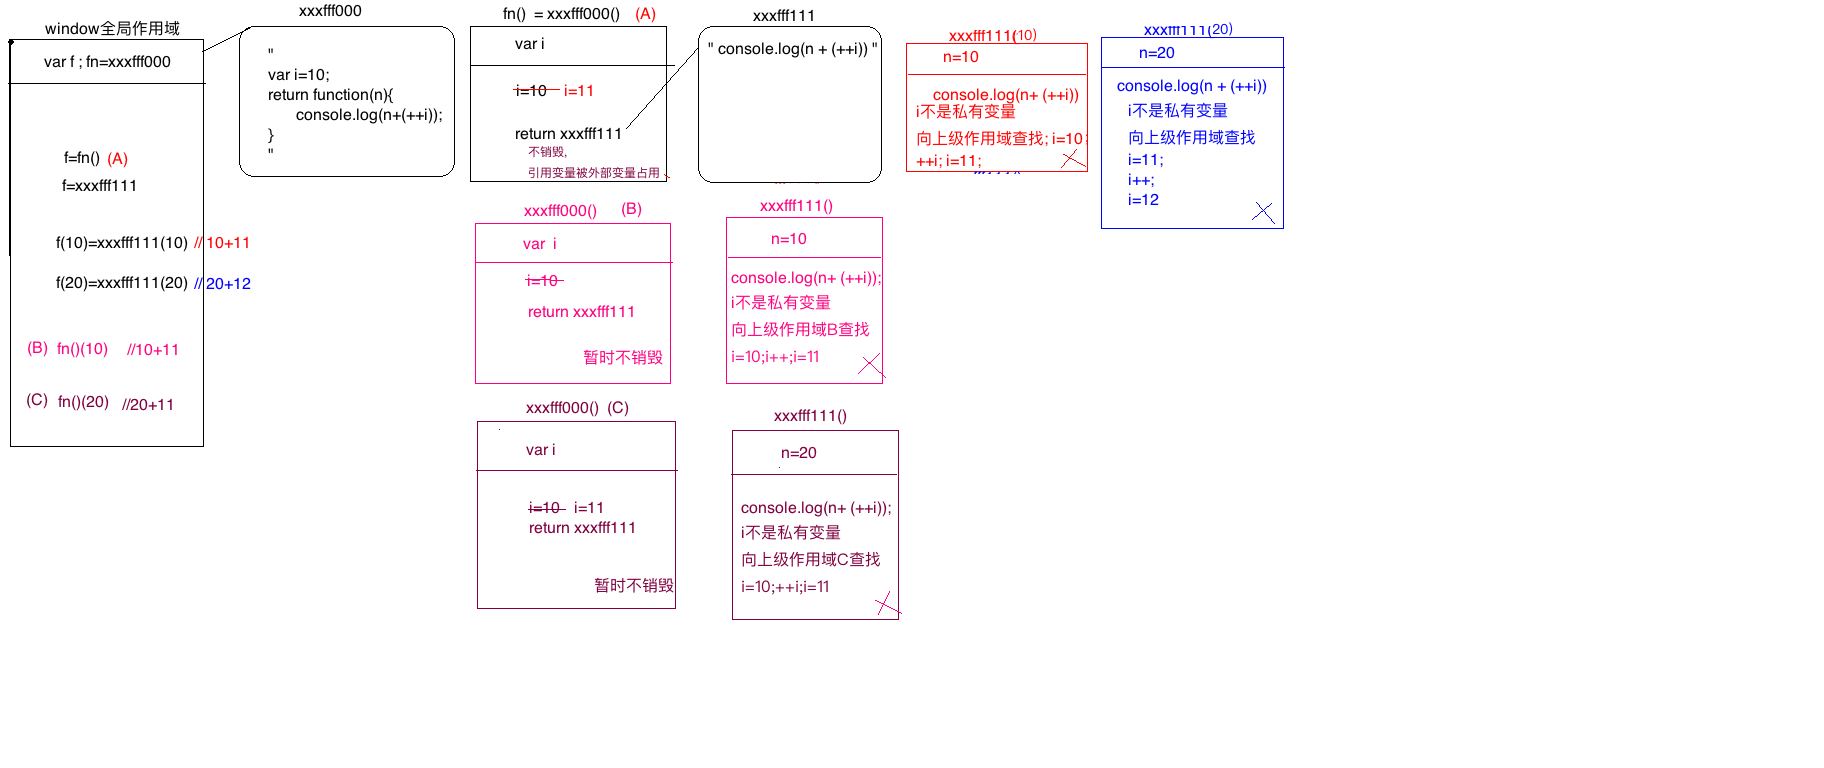 window全局作用域
var f ; fn=xxxfff000
f=fn() (A)
f=xxxfff111
f(10)=xxxfff111(10) // 10+11
f(20)=xxxfff111(20) // 20+12
(B) fn()(10) //10+11
(C) fn()(20) //20+11
xxxfff000
"
var i=10;
return function(n){
console.log(n+(++i));
}
"
fn() = xxxfff000() (A)
var i
i=10 i=11
return xxxfff111
不销毁,
引用变量被外部变量占用
xxxfff111
" console.log(n + (++i)) "
xxxfff111(10)
n=10
console.log(n+ (++i))
i不是私有变量
向上级作用域查找; i=10;
++i; i=11;
xxxfff111(20)
n=20
console.log(n + (++i))
i不是私有变量
向上级作用域查找
i=11;
i++;
i=12
xxxfff000() (B)
var i
i=10
return xxxfff111
暂时不销毁
xxxfff111()
n=10
console.log(n+ (++i));
i不是私有变量
向上级作用域B查找
i=10;i++;i=11
xxxfff000() (C)
var i
i=10 i=11
return xxxfff111
暂时不销毁
xxxfff111()
n=20
console.log(n+ (++i));
i不是私有变量
向上级作用域C查找
i=10;++i;i=11